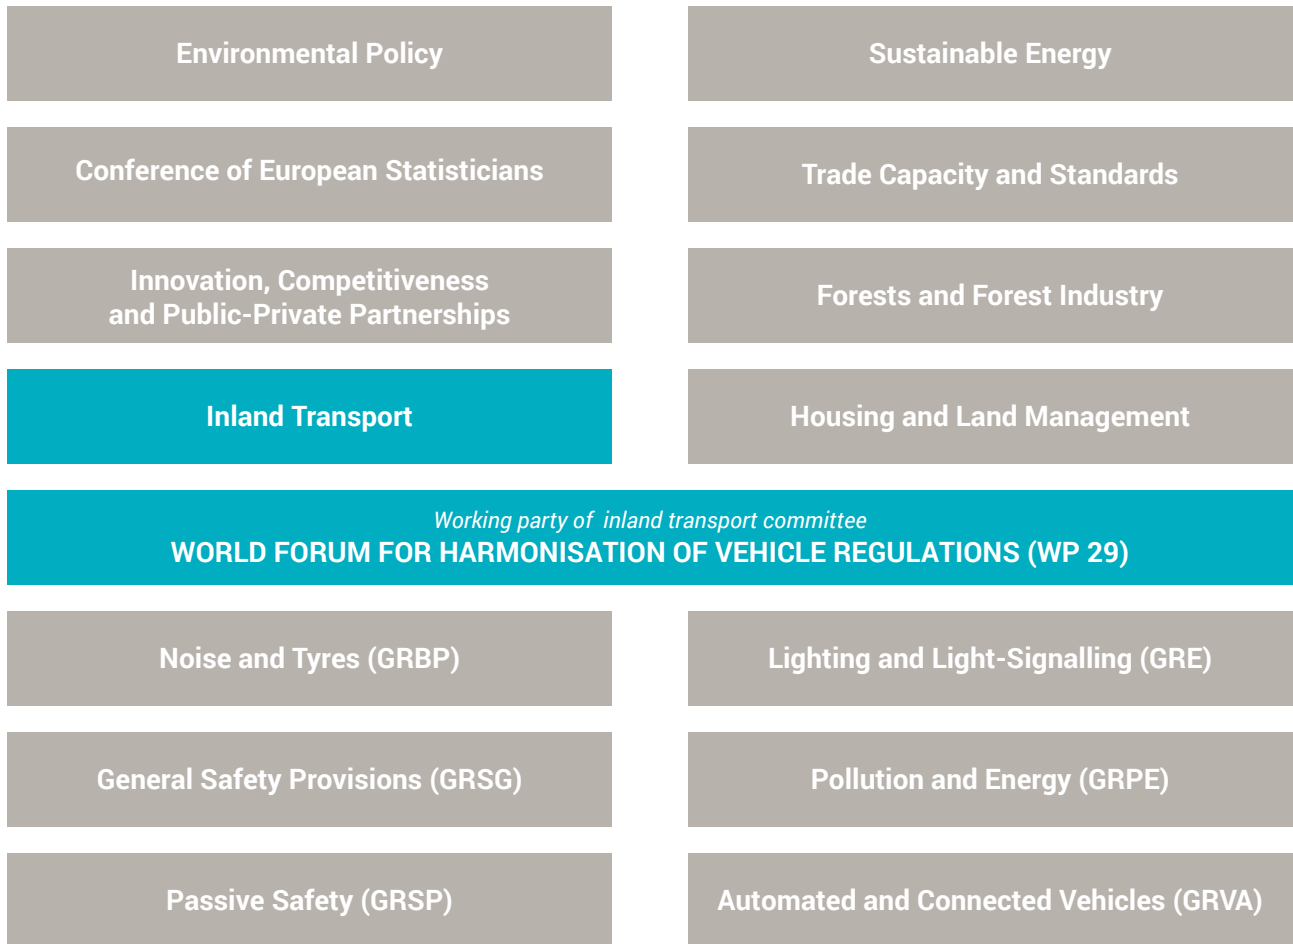 Environmental Policy
Sustainable Energy
Conference of European Statisticians
Trade Capacity and Standards
Innovation, Competitiveness
and Public-Private Partnerships
Forests and Forest Industry
Inland Transport
Housing and Land Management
Working party of inland transport committee
WORLD FORUM FOR HARMONISATION OF VEHICLE REGULATIONS (WP 29)
Noise and Tyres (GRBP)
Lighting and Light-Signalling (GRE)
General Safety Provisions (GRSG)
Pollution and Energy (GRPE)
Passive Safety (GRSP)
Automated and Connected Vehicles (GRVA)